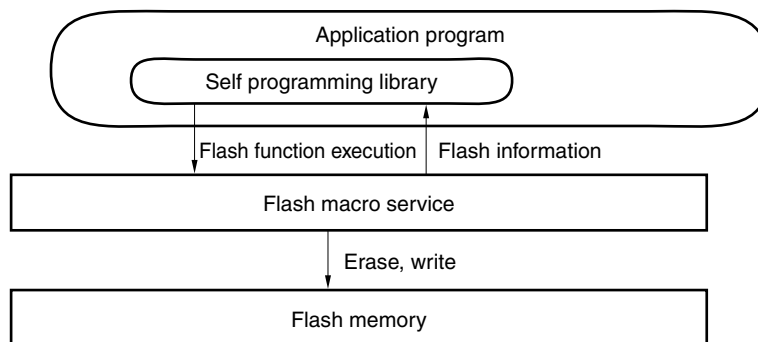 Application program
Self programming library
Flash function execution
Flash information
Flash macro service
Erase, write
Flash memory